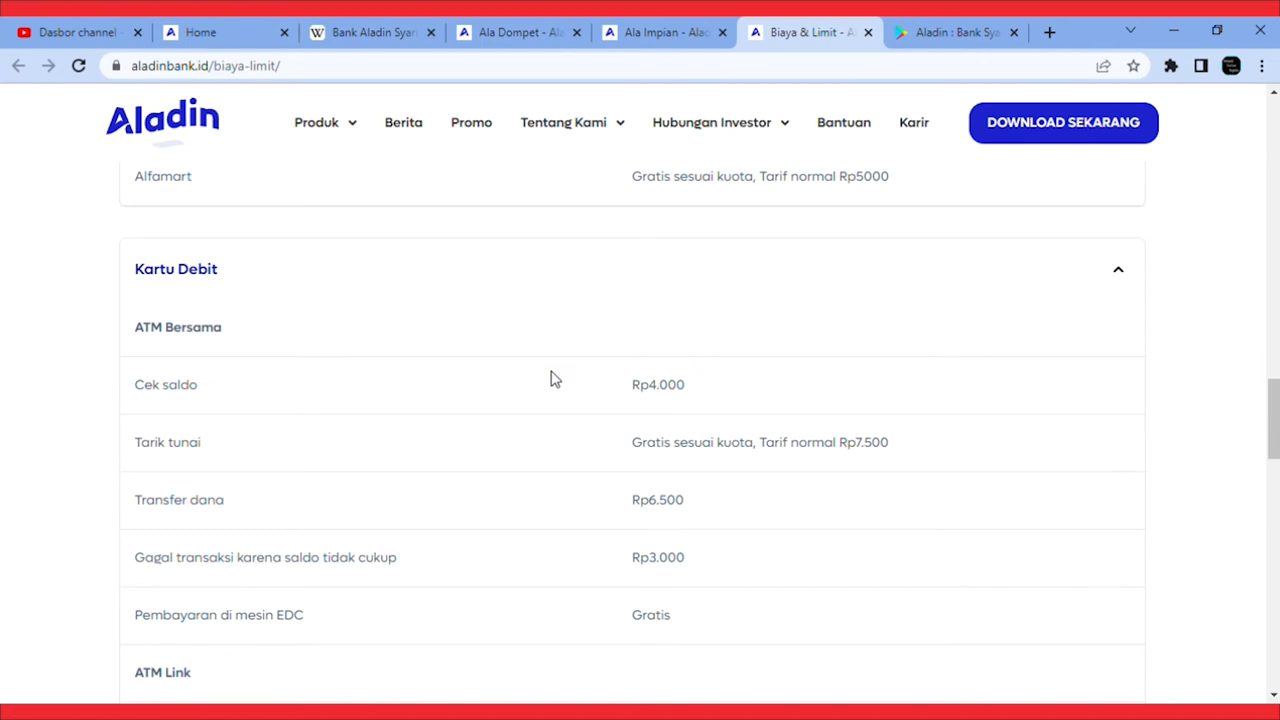 Dasbor channel -
Home
Bank Aladin Syar
Ala Dompet - Ala
Ala Impian - Alad
Biaya & Limit - A
Aladin : Bank Sya
aladinbank.id/biaya-limit/
Aladin
Produk
Berita
Promo
Tentang Kami
Hubungan Investor
Bantuan
Karir
DOWNLOAD SEKARANG
Alfamart Gratis sesuai kuota, Tarif normal Rp5000
Kartu Debit
ATM Bersama
Cek saldo Rp4.000
Tarik tunai Gratis sesuai kuota, Tarif normal Rp7.500
Transfer dana Rp6.500
Gagal transaksi karena saldo tidak cukup Rp3.000
Pembayaran di mesin EDC Gratis
ATM Link